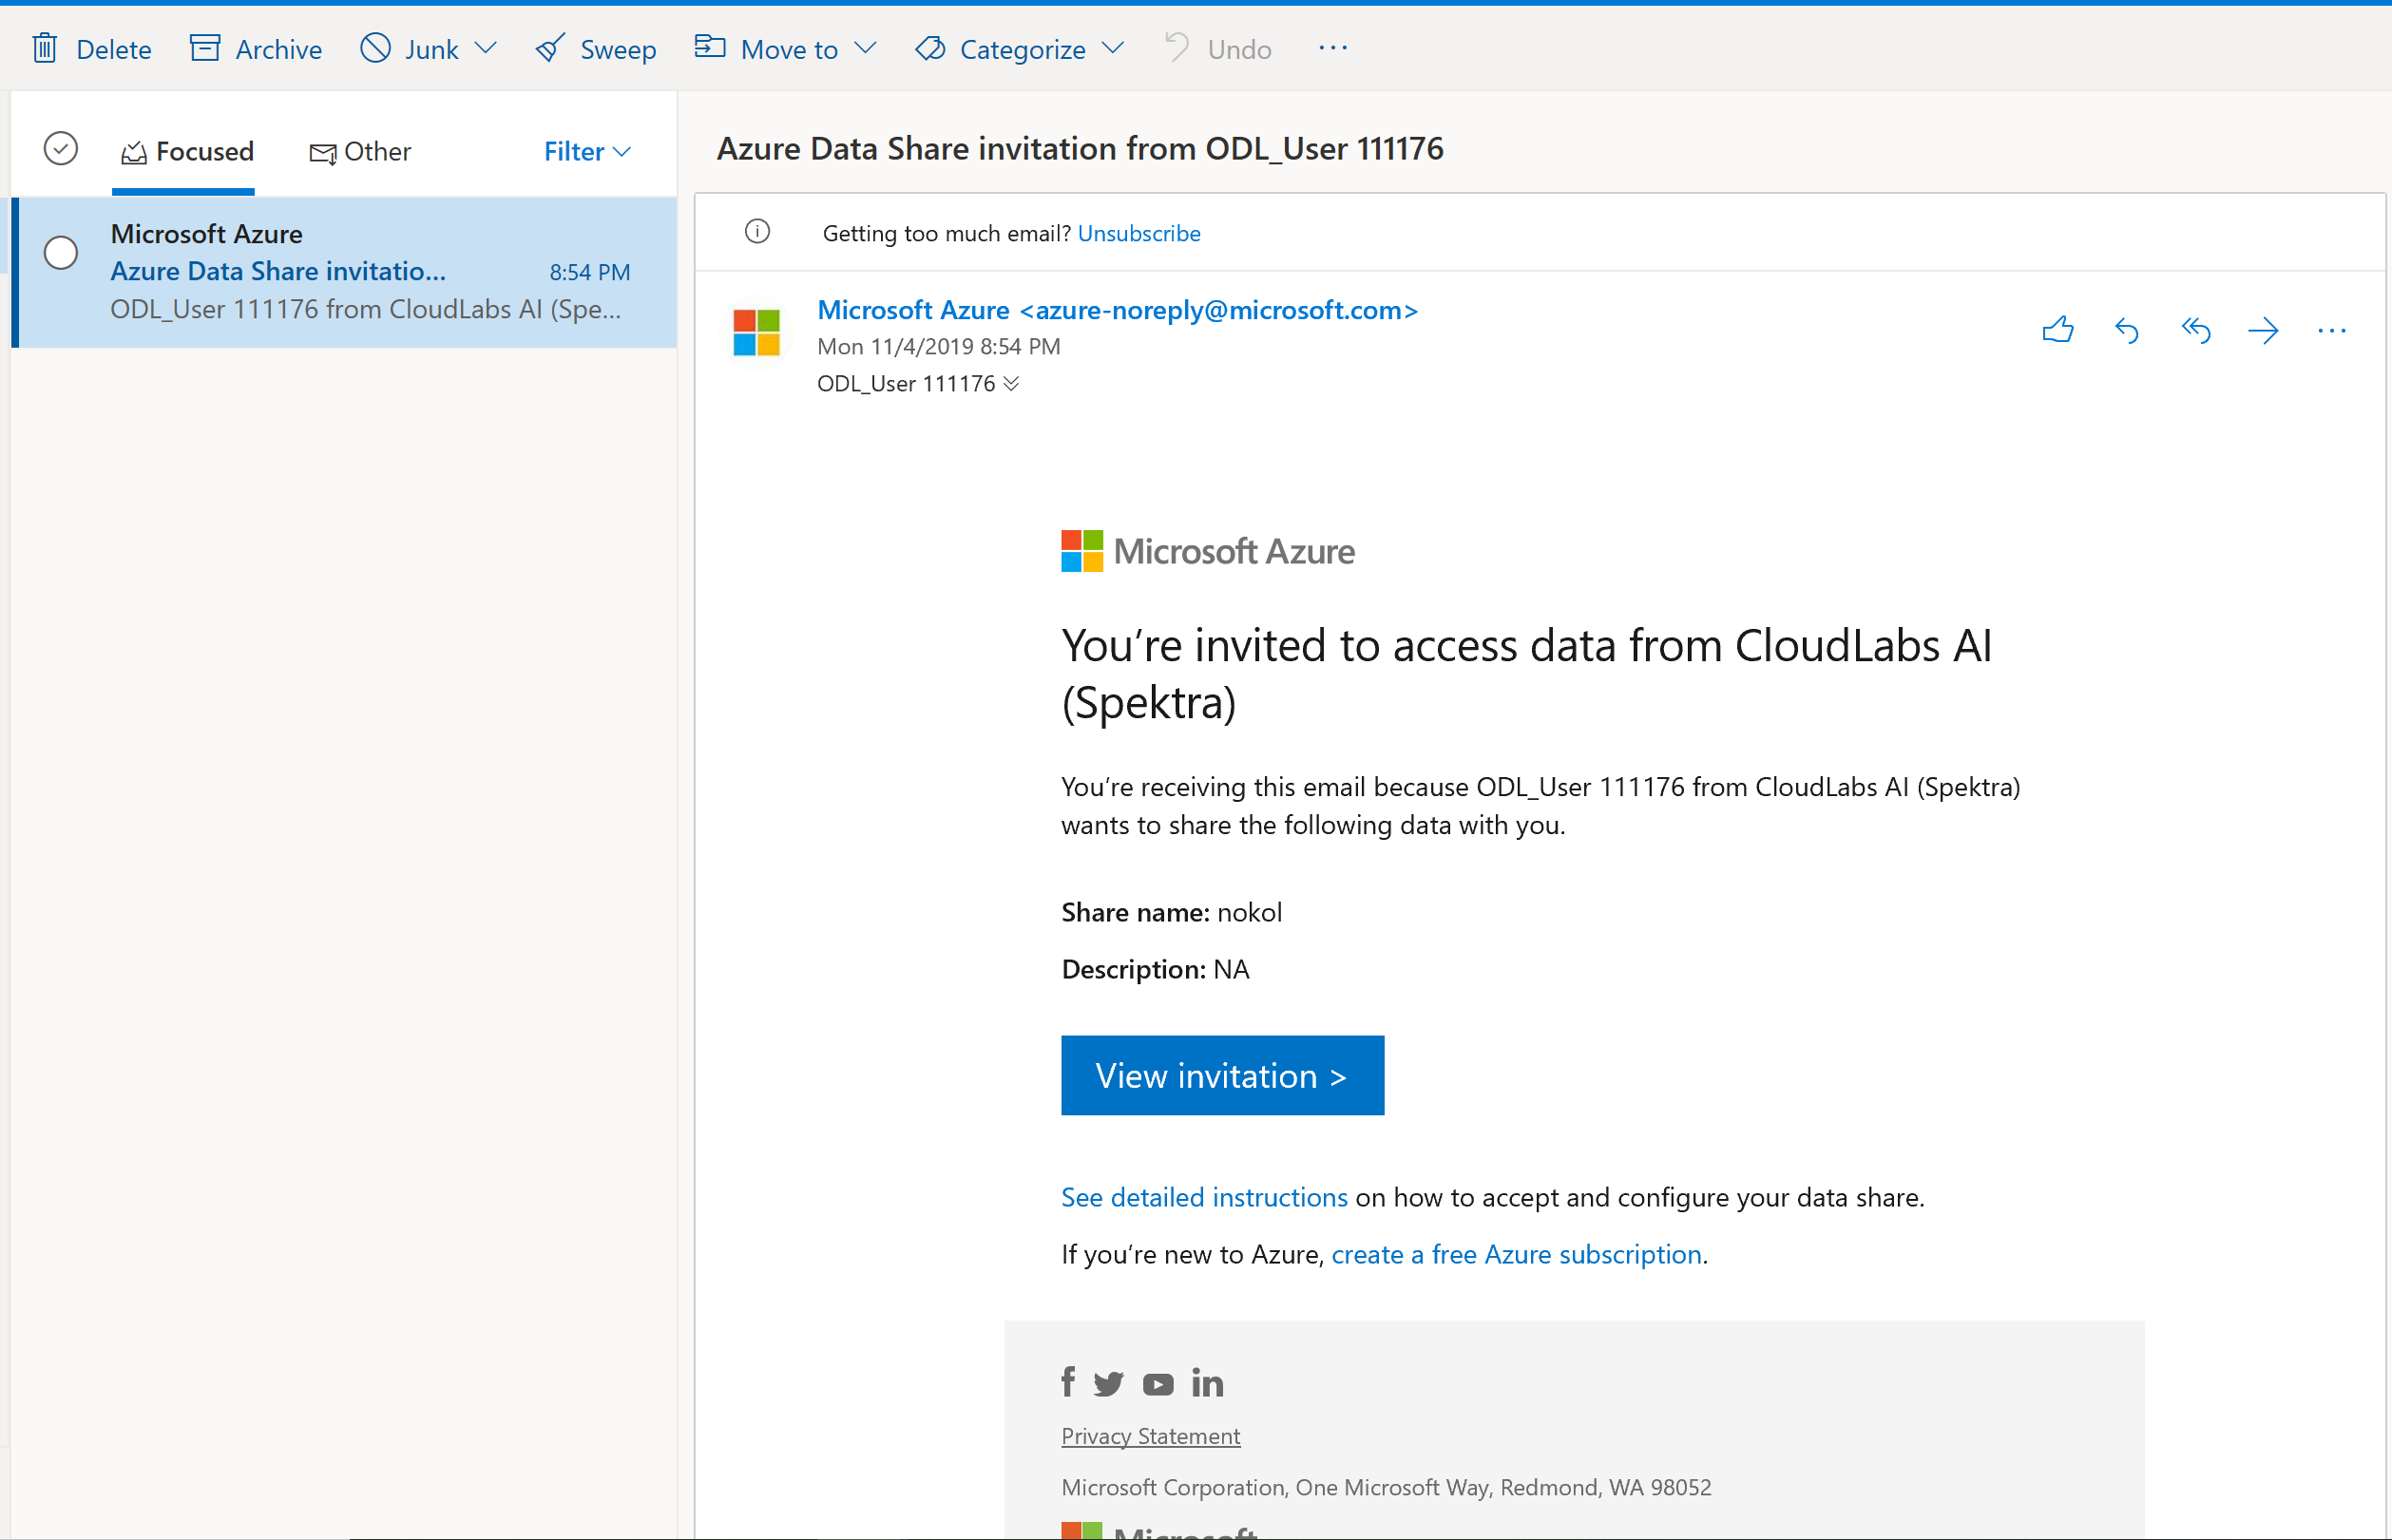 Delete Archive Junk Sweep Move to Categorize Undo ···
Focused Other Filter
Microsoft Azure
Azure Data Share invitatio... 8:54 PM
ODL_User 111176 from CloudLabs AI (Spe...
Azure Data Share invitation from ODL_User 111176
Getting too much email? Unsubscribe
Microsoft Azure <azure-noreply@microsoft.com>
Mon 11/4/2019 8:54 PM
ODL_User 111176
Microsoft Azure
You’re invited to access data from CloudLabs AI
(Spektra)
You’re receiving this email because ODL_User 111176 from CloudLabs AI (Spektra)
wants to share the following data with you.
Share name: nokol
Description: NA
View invitation >
See detailed instructions on how to accept and configure your data share.
If you’re new to Azure, create a free Azure subscription.
Privacy Statement
Microsoft Corporation, One Microsoft Way, Redmond, WA 98052
Microsoft